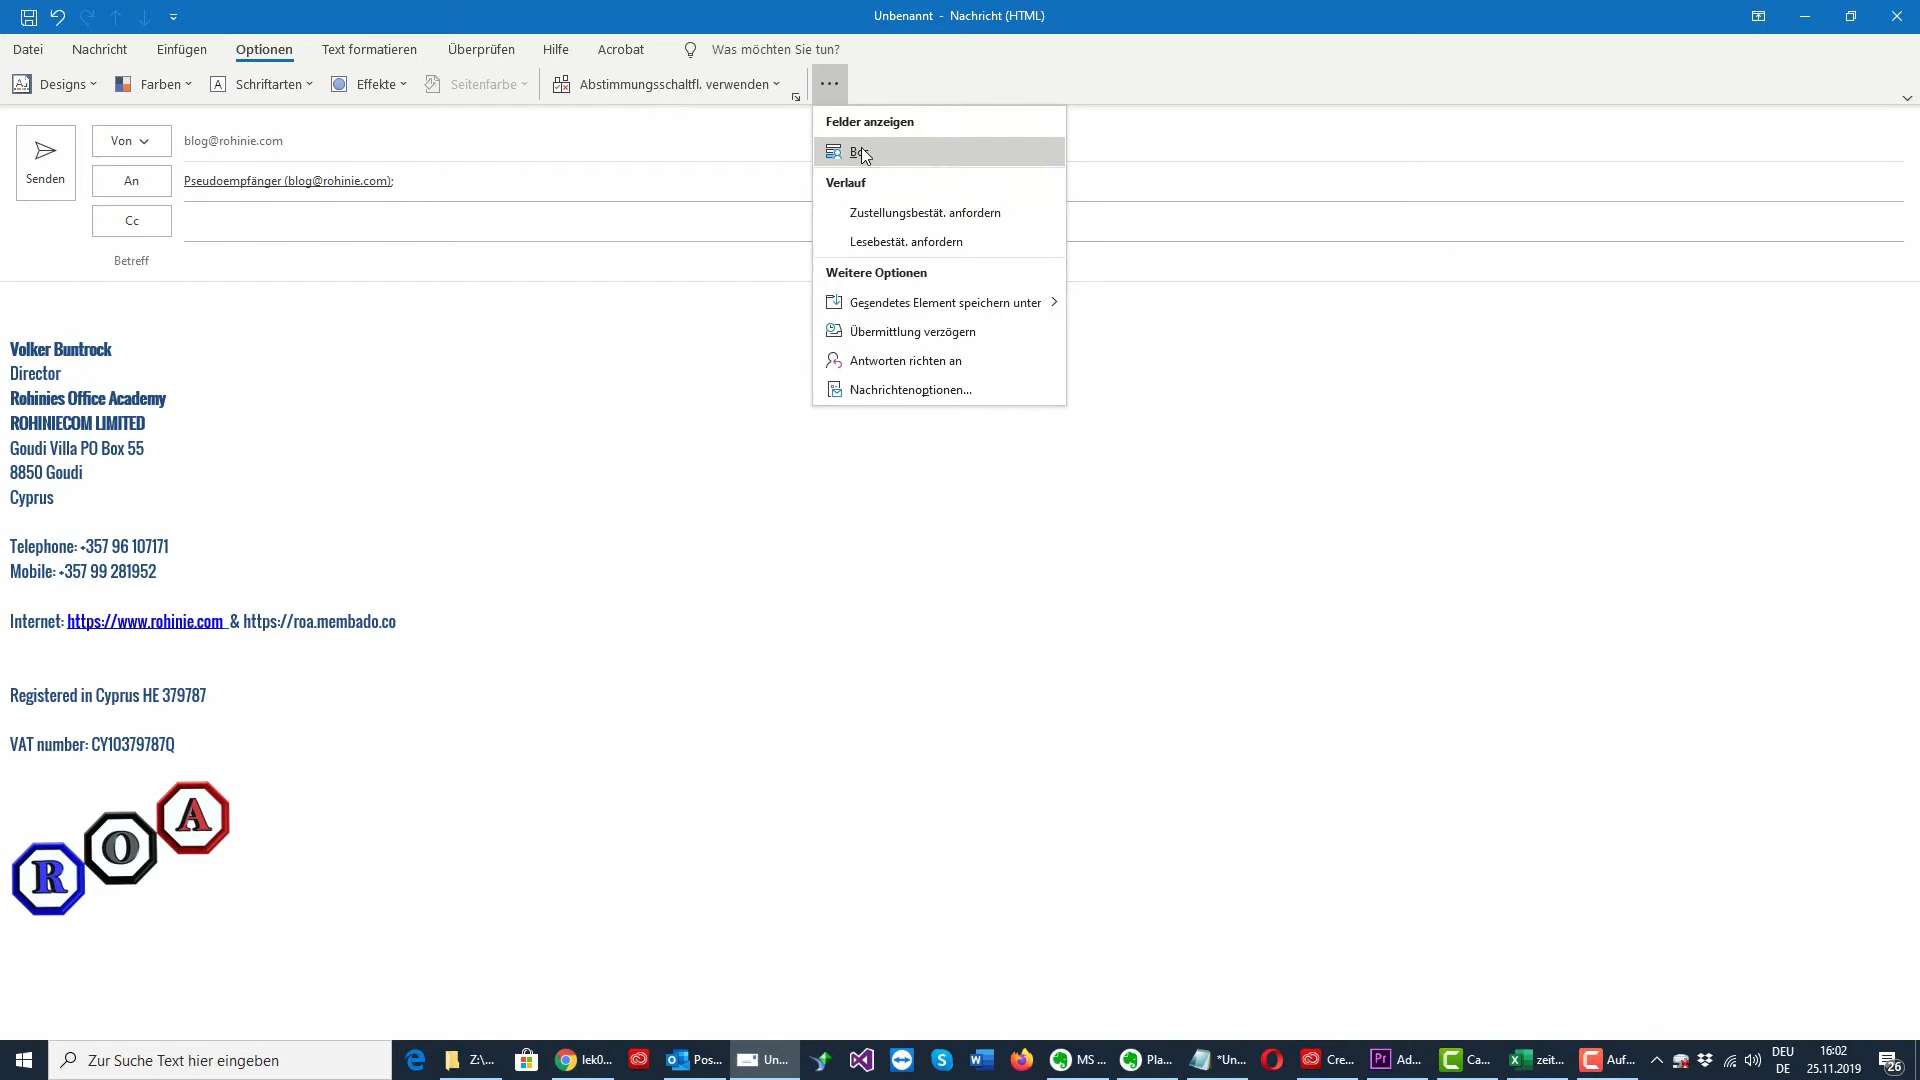 Unbenannt - Nachricht (HTML)
Datei Nachricht Einfügen Optionen Text formatieren Überprüfen Hilfe Acrobat Was möchten Sie tun?
Designs Farben Schriftarten Effekte Seitenfarbe Abstimmungsschaltfl. verwenden ...
Felder anzeigen
Verlauf
Zustellungsbestät. anfordern
Lesebestät. anfordern
Weitere Optionen
Gesendetes Element speichern unter
Übermittlung verzögern
Antworten richten an
Nachrichtenoptionen...
Senden
Von blog@rohinie.com
An Pseudoempfänger (blog@rohinie.com);
Cc
Betreff
Volker Buntrock
Director
Rohinies Office Academy
ROHINIECOM LIMITED
Goudi Villa PO Box 55
8850 Goudi
Cyprus
Telephone: +357 96 107171
Mobile: +357 99 281952
Internet: https://www.rohinie.com & https://roa.membado.co
Registered in Cyprus HE 379787
VAT number: CY10379787Q
R O A
Zur Suche Text hier eingeben Z:\... lek0... Pos... Un... MS ... Pla... *Un... Cre... Ad... Ca... zeit... Auf... DEU 16:02
DE 25.11.2019 26